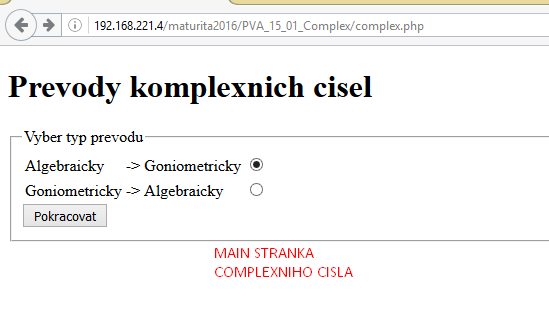 192.168.221.4/maturita2016/PVA_15_01_Complex/complex.php
Prevody komplexnich cisel
Vyber typ prevodu
Algebraicky -> Goniometricky
Goniometricky -> Algebraicky
Pokracovat
MAIN STRANKA
COMPLEXNIHO CISLA